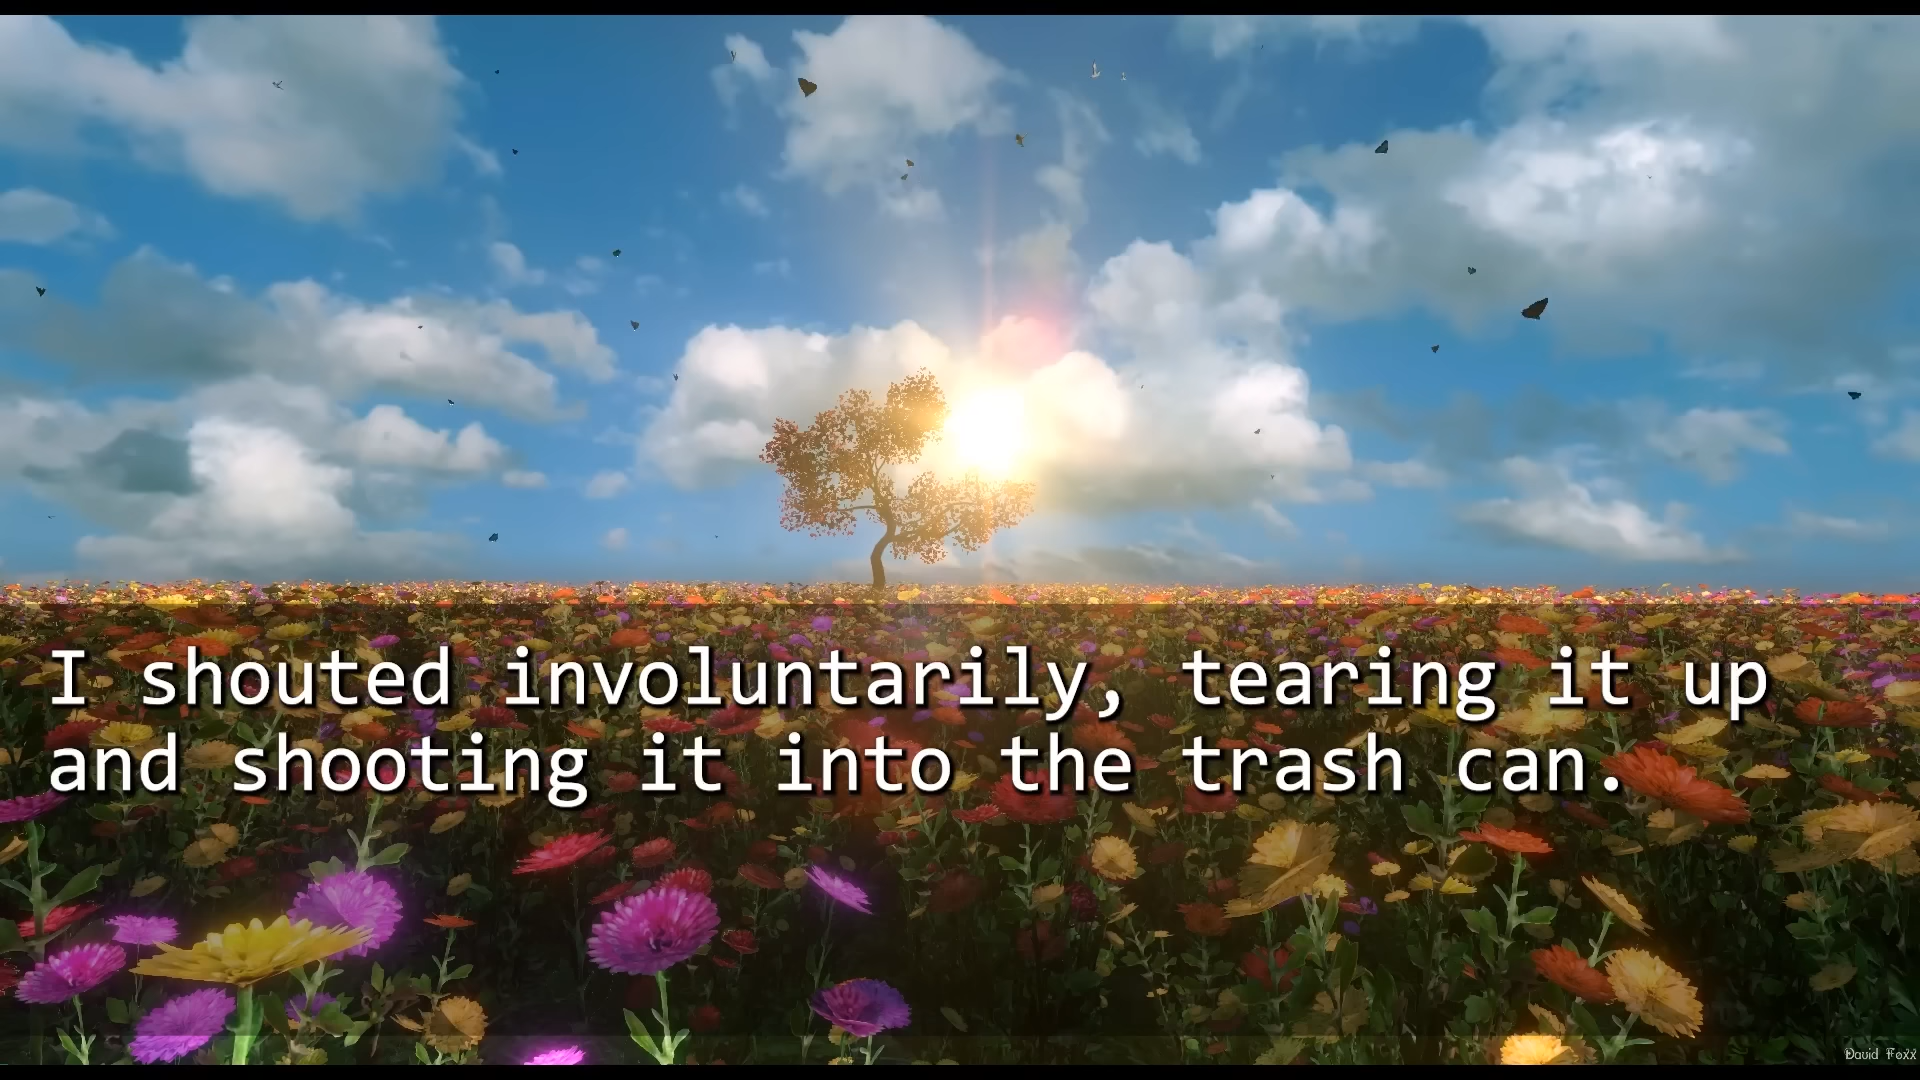 I shouted involuntarily, tearing it up
and shooting it into the trash can.
David Foxx